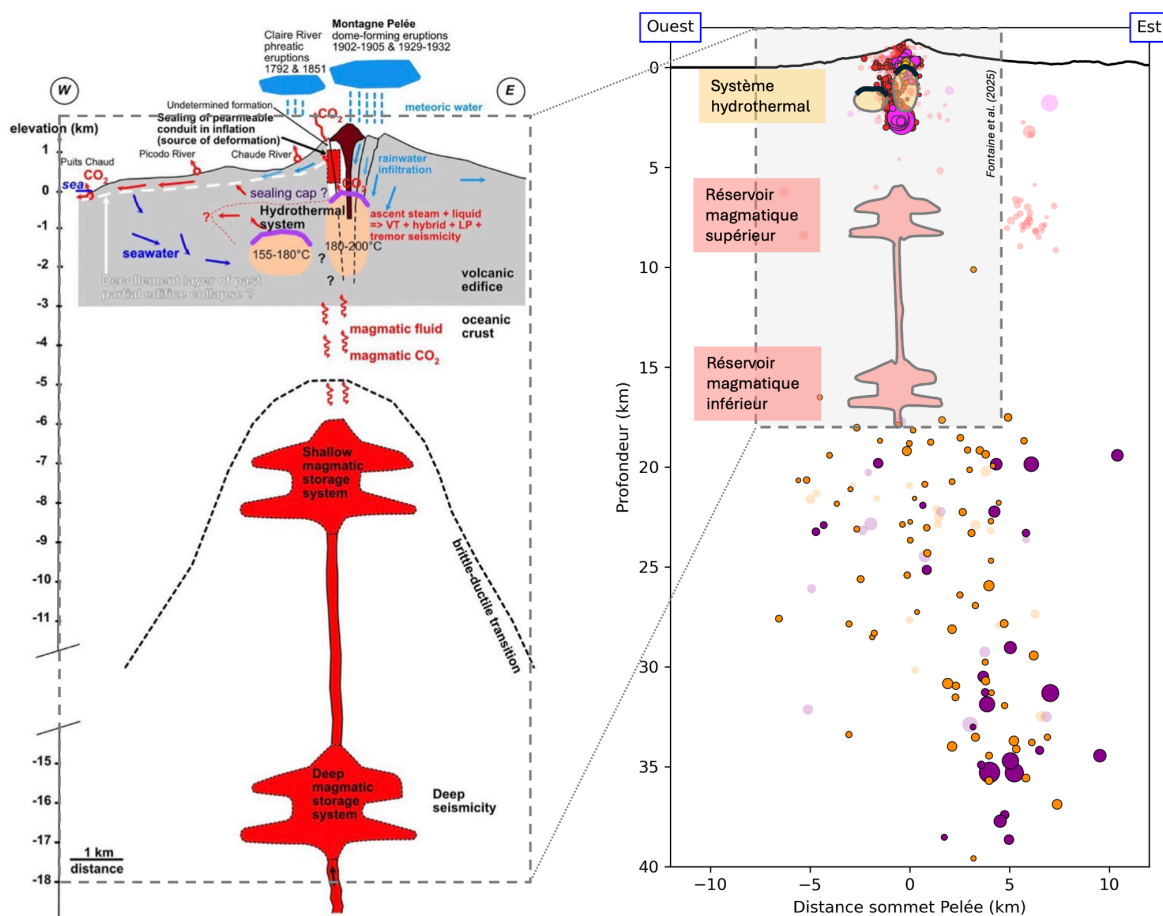 Claire River
phreatic
eruptions
1792 & 1851
Montagne Pelée
dome-forming eruptions
1902-1905 & 1929-1932
W
E
meteoric water
Undetermined formation
CO2
Sealing of pearmeable
conduit in inflation
(source of deformation)
elevation (km)
Puits Chaud
CO2
Picodo River
Chaude River
sea
rainwater
infiltration
CO2
sealing cap ?
?
Hydrothermal
system
ascent steam + liquid
=> VT + hybrid + LP +
tremor seismicity
seawater
155-180°C
180-200°C
?
?
Decollement layer of past
partial edifice collapse ?
volcanic
edifice
oceanic
crust
magmatic fluid
magmatic CO2
Shallow
magmatic
storage
system
brittle-ductile transition
Deep
magmatic
storage
system
Deep
seismicity
1 km
distance
1
0
-1
-2
-3
-4
-5
-6
-7
-8
-9
-10
-11
-15
-16
-17
-18
Ouest
Est
Système
hydrothermal
Fontaine et al. (2025)
Réservoir
magmatique
supérieur
Réservoir
magmatique
inférieur
Profondeur (km)
0
5
10
15
20
25
30
35
40
−10
−5
0
5
10
Distance sommet Pelée (km)